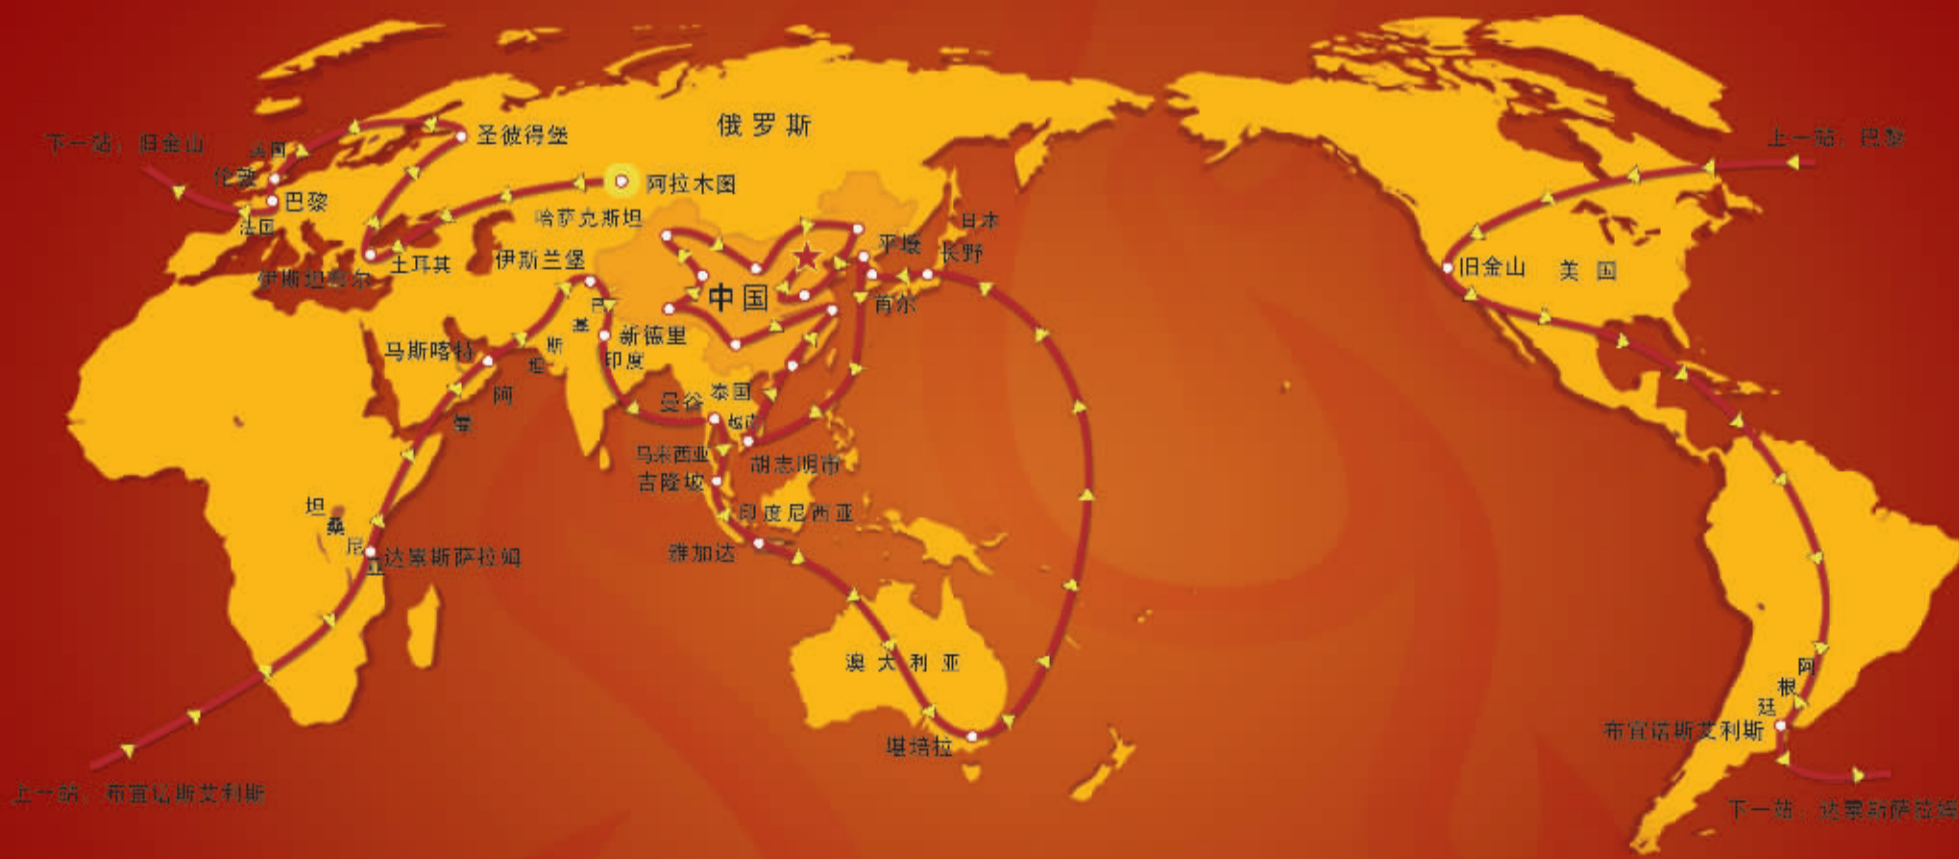 俄罗斯
圣彼得堡
下一站：旧金山
英国
伦敦
巴黎
法国
阿拉木图
哈萨克斯坦
伊斯坦布尔
土耳其
伊斯兰堡
巴
基
斯
坦
中国
平壤
日本
长野
首尔
新德里
印度
马斯喀特
阿
曼
曼谷
泰国
越南
马来西亚
吉隆坡
胡志明市
印度尼西亚
雅加达
坦
桑
尼
亚
达累斯萨拉姆
澳大利亚
堪培拉
上一站：布宜诺斯艾利斯
上一站：巴黎
旧金山
美国
阿
根
廷
布宜诺斯艾利斯
下一站：达累斯萨拉姆